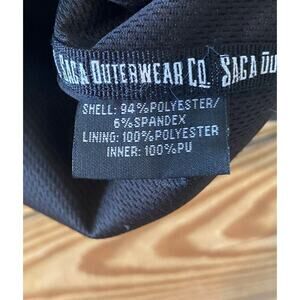 SAGA OUTERWEAR CO. SAGA OU
SHELL: 94%POLYESTER/
6%SPANDEX
LINING: 100%POLYESTER
INNER: 100%PU